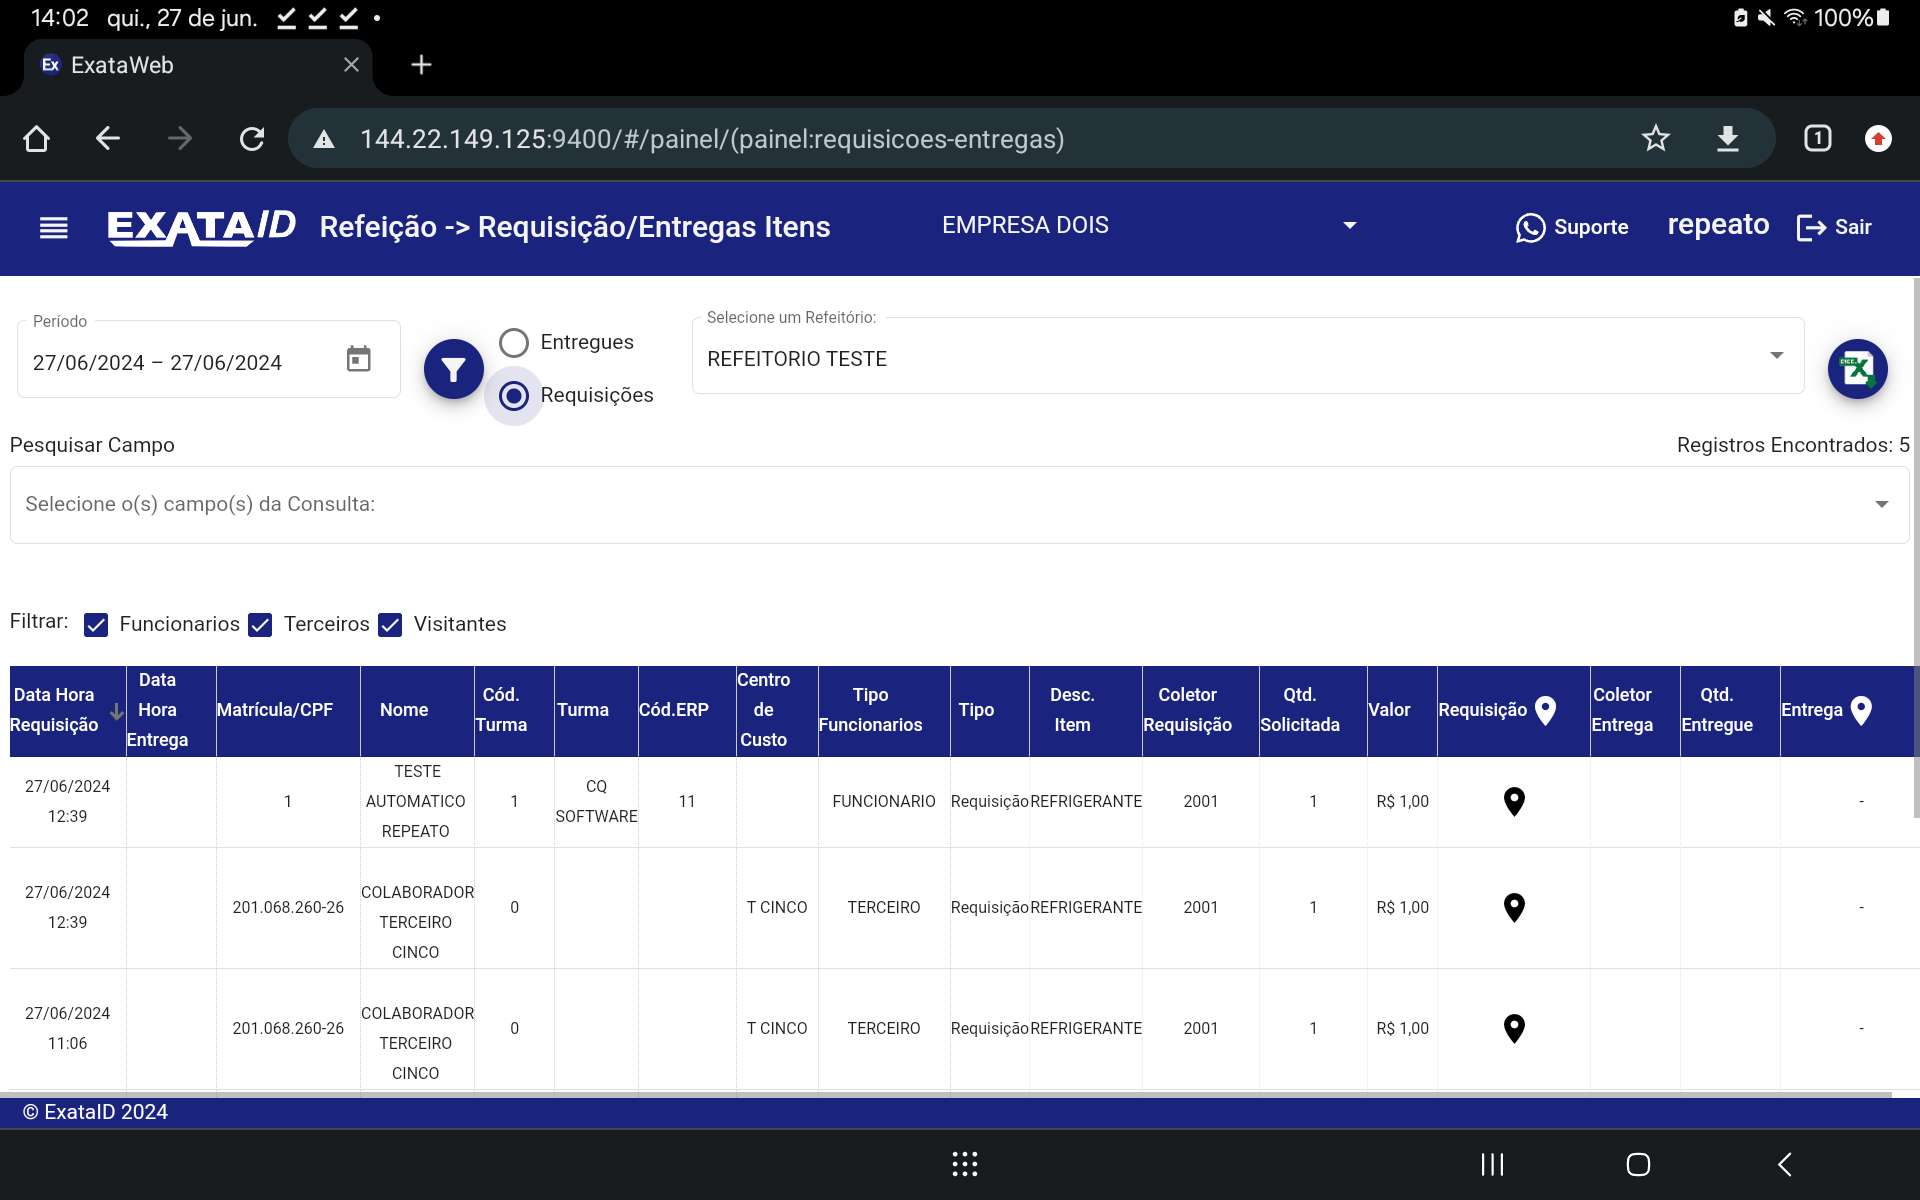 14:02 qui., 27 de jun.
100%
Ex ExataWeb
144.22.149.125:9400/#/painel/(painel:requisicoes-entregas)
1
EXATA ID Refeição -> Requisição/Entregas Itens EMPRESA DOIS Suporte repeato Sair
Período
27/06/2024 – 27/06/2024
Entregues
Requisições
Selecione um Refeitório:
REFEITORIO TESTE
Pesquisar Campo
Registros Encontrados: 5
Selecione o(s) campo(s) da Consulta:
Filtrar: Funcionarios Terceiros Visitantes
Data Hora Requisição Data Hora Entrega Matrícula/CPF Nome Cód. Turma Turma Cód.ERP Centro de Custo Tipo Funcionarios Tipo Desc. Item Coletor Requisição Qtd. Solicitada Valor Requisição Coletor Entrega Qtd. Entregue Entrega
27/06/2024 12:39 1 TESTE AUTOMATICO REPEATO 1 CQ SOFTWARE 11 FUNCIONARIO Requisição REFRIGERANTE 2001 1 R$ 1,00 -
27/06/2024 12:39 201.068.260-26 COLABORADOR TERCEIRO CINCO 0 T CINCO TERCEIRO Requisição REFRIGERANTE 2001 1 R$ 1,00 -
27/06/2024 11:06 201.068.260-26 COLABORADOR TERCEIRO CINCO 0 T CINCO TERCEIRO Requisição REFRIGERANTE 2001 1 R$ 1,00 -
© ExataID 2024